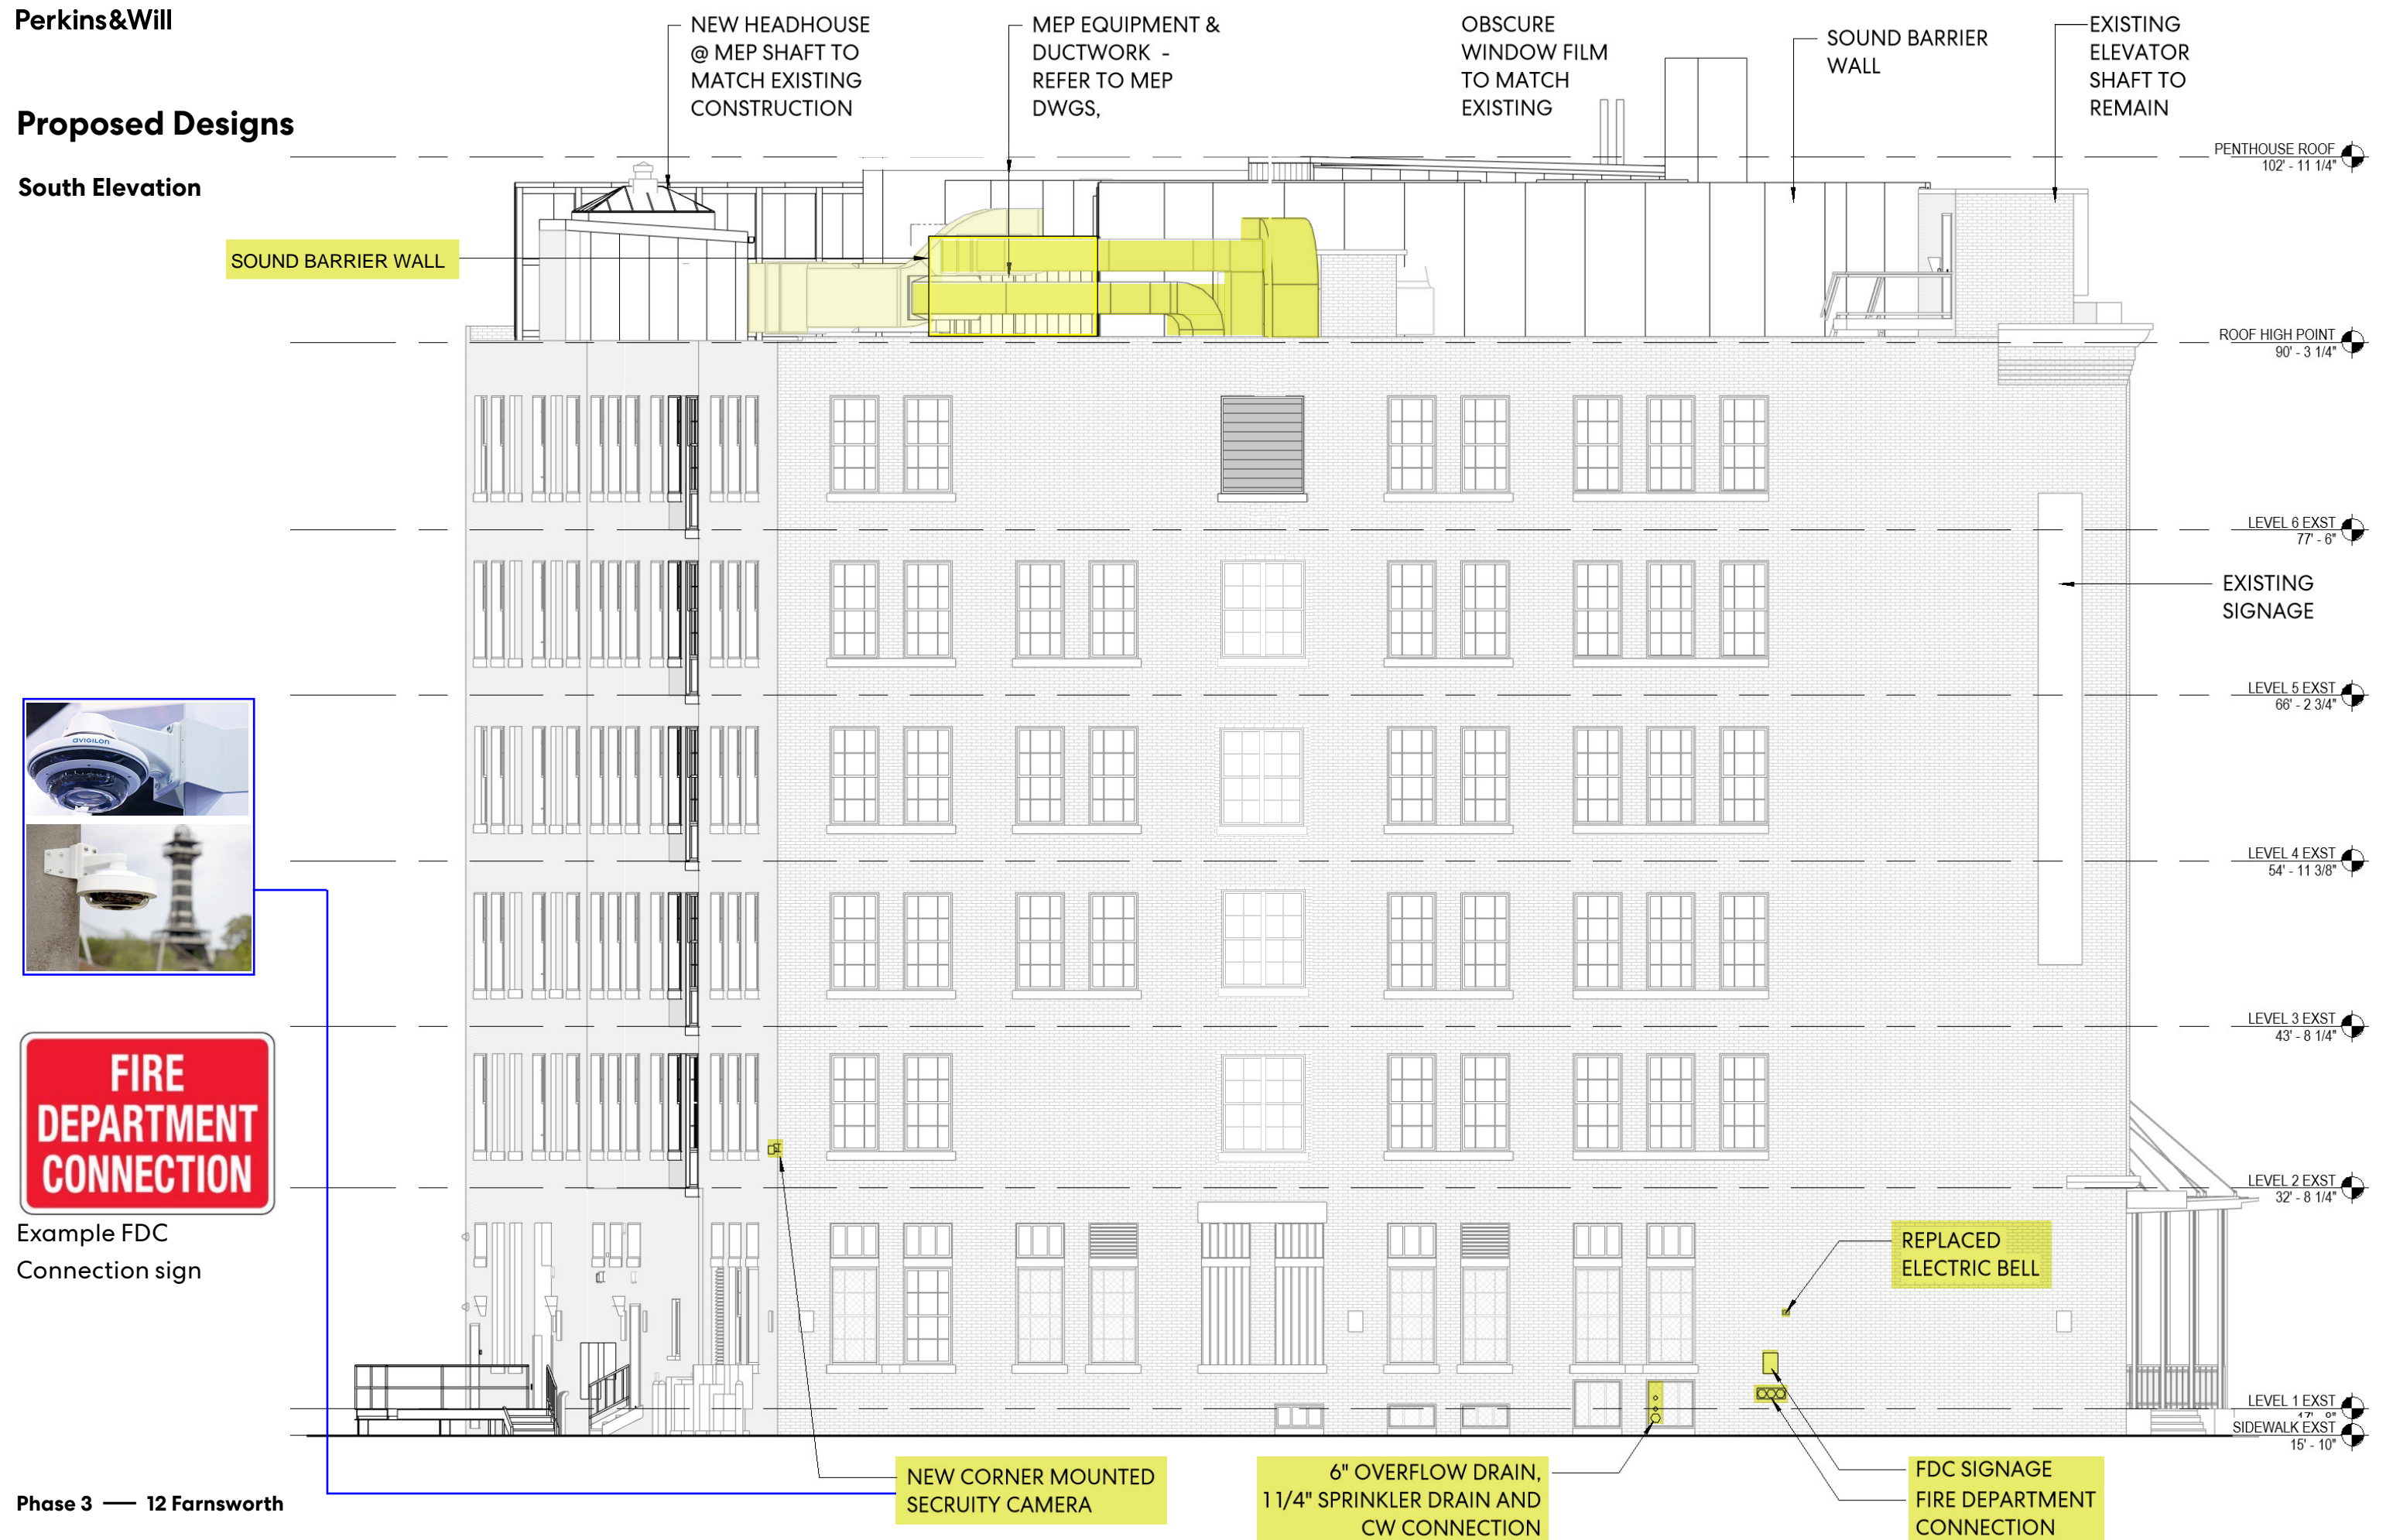 Perkins&Will
Proposed Designs
South Elevation
NEW HEADHOUSE
@ MEP SHAFT TO
MATCH EXISTING
CONSTRUCTION
MEP EQUIPMENT &
DUCTWORK -
REFER TO MEP
DWGS,
OBSCURE
WINDOW FILM
TO MATCH
EXISTING
SOUND BARRIER
WALL
EXISTING
ELEVATOR
SHAFT TO
REMAIN
SOUND BARRIER WALL
PENTHOUSE ROOF
102' - 11 1/4"
ROOF HIGH POINT
90' - 3 1/4"
LEVEL 6 EXST
77' - 6"
EXISTING
SIGNAGE
LEVEL 5 EXST
66' - 2 3/4"
LEVEL 4 EXST
54' - 11 3/8"
LEVEL 3 EXST
43' - 8 1/4"
LEVEL 2 EXST
32' - 8 1/4"
LEVEL 1 EXST
SIDEWALK EXST
15' - 10"
AVIGILON
FIRE
DEPARTMENT
CONNECTION
Example FDC
Connection sign
REPLACED
ELECTRIC BELL
NEW CORNER MOUNTED
SECRUITY CAMERA
6" OVERFLOW DRAIN,
1 1/4" SPRINKLER DRAIN AND
CW CONNECTION
FDC SIGNAGE
FIRE DEPARTMENT
CONNECTION
Phase 3 — 12 Farnsworth